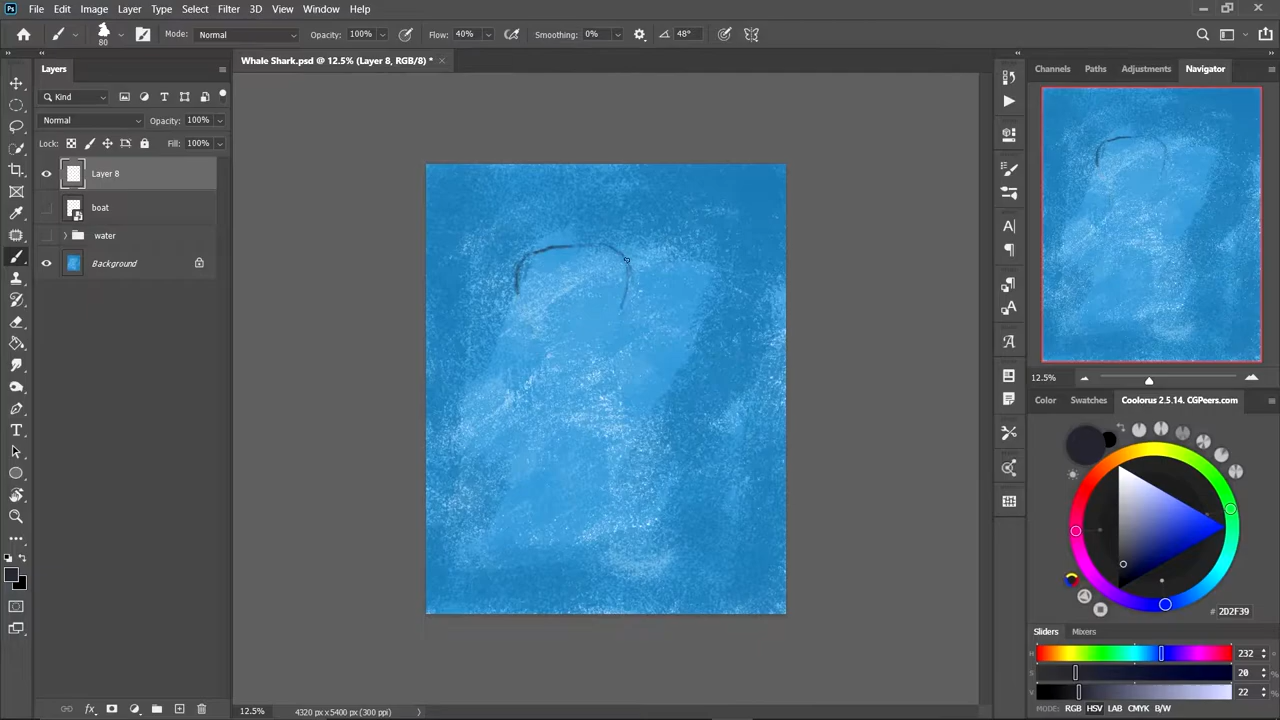 Ps File Edit Image Layer Type Select Filter 3D View Window Help
80 Mode: Normal Opacity: 100% Flow: 40% Smoothing: 0% 48°
Layers
Whale Shark.psd @ 12.5% (Layer 8, RGB/8) *
Channels Paths Adjustments Navigator
Kind
Normal Opacity: 100%
Lock: Fill: 100%
Layer 8
boat
water
Background
12.5%
Color Swatches Coolorus 2.5.14. CGPeers.com
# 2D2F39
Sliders Mixers
H 232 °
S 20 %
V 22 %
MODE: RGB HSV LAB CMYK B/W
fx
12.5% 4320 px x 5400 px (300 ppi)